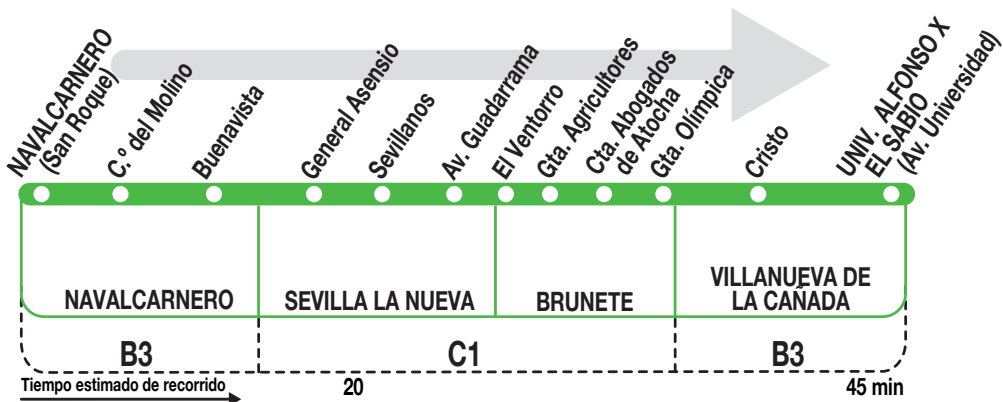 NAVALCARNERO
(San Roque)
C.º del Molino
Buenavista
General Asensio
Sevillanos
Av. Guadarrama
El Ventorro
Gta. Agricultores
Cta. Abogados
de Atocha
Gta. Olímpica
Cristo
UNIV. ALFONSO X
EL SABIO
(Av. Universidad)
NAVALCARNERO
SEVILLA LA NUEVA
BRUNETE
VILLANUEVA DE
LA CAÑADA
B3
C1
B3
Tiempo estimado de recorrido
20
45 min